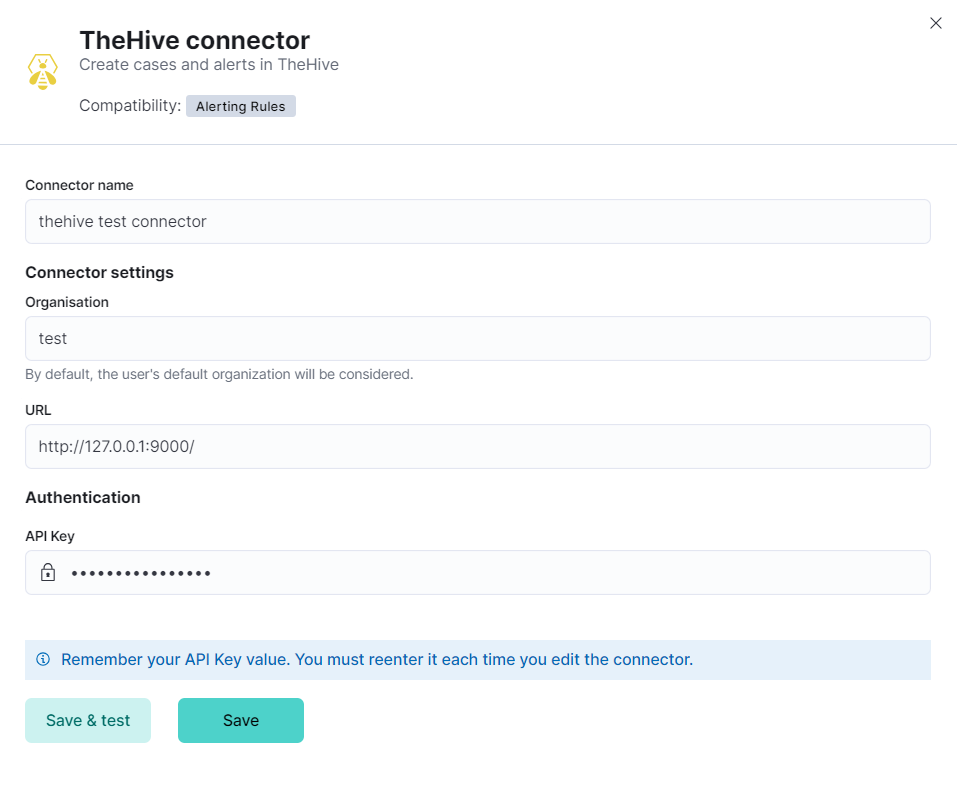 TheHive connector
Create cases and alerts in TheHive
Compatibility: Alerting Rules
Connector name
thehive test connector
Connector settings
Organisation
test
By default, the user's default organization will be considered.
URL
http://127.0.0.1:9000/
Authentication
API Key
••••••••••••••••
Remember your API Key value. You must reenter it each time you edit the connector.
Save & test
Save